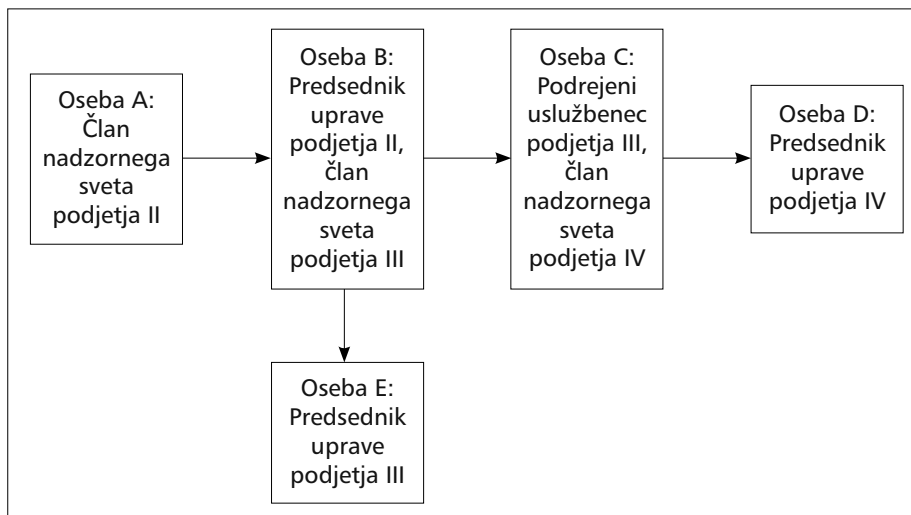 Oseba A:
Član
nadzornega
sveta
podjetja II
Oseba B:
Predsednik
uprave
podjetja II,
član
nadzornega
sveta
podjetja III
Oseba C:
Podrejeni
uslužbenec
podjetja III,
član
nadzornega
sveta
podjetja IV
Oseba D:
Predsednik
uprave
podjetja IV
Oseba E:
Predsednik
uprave
podjetja III